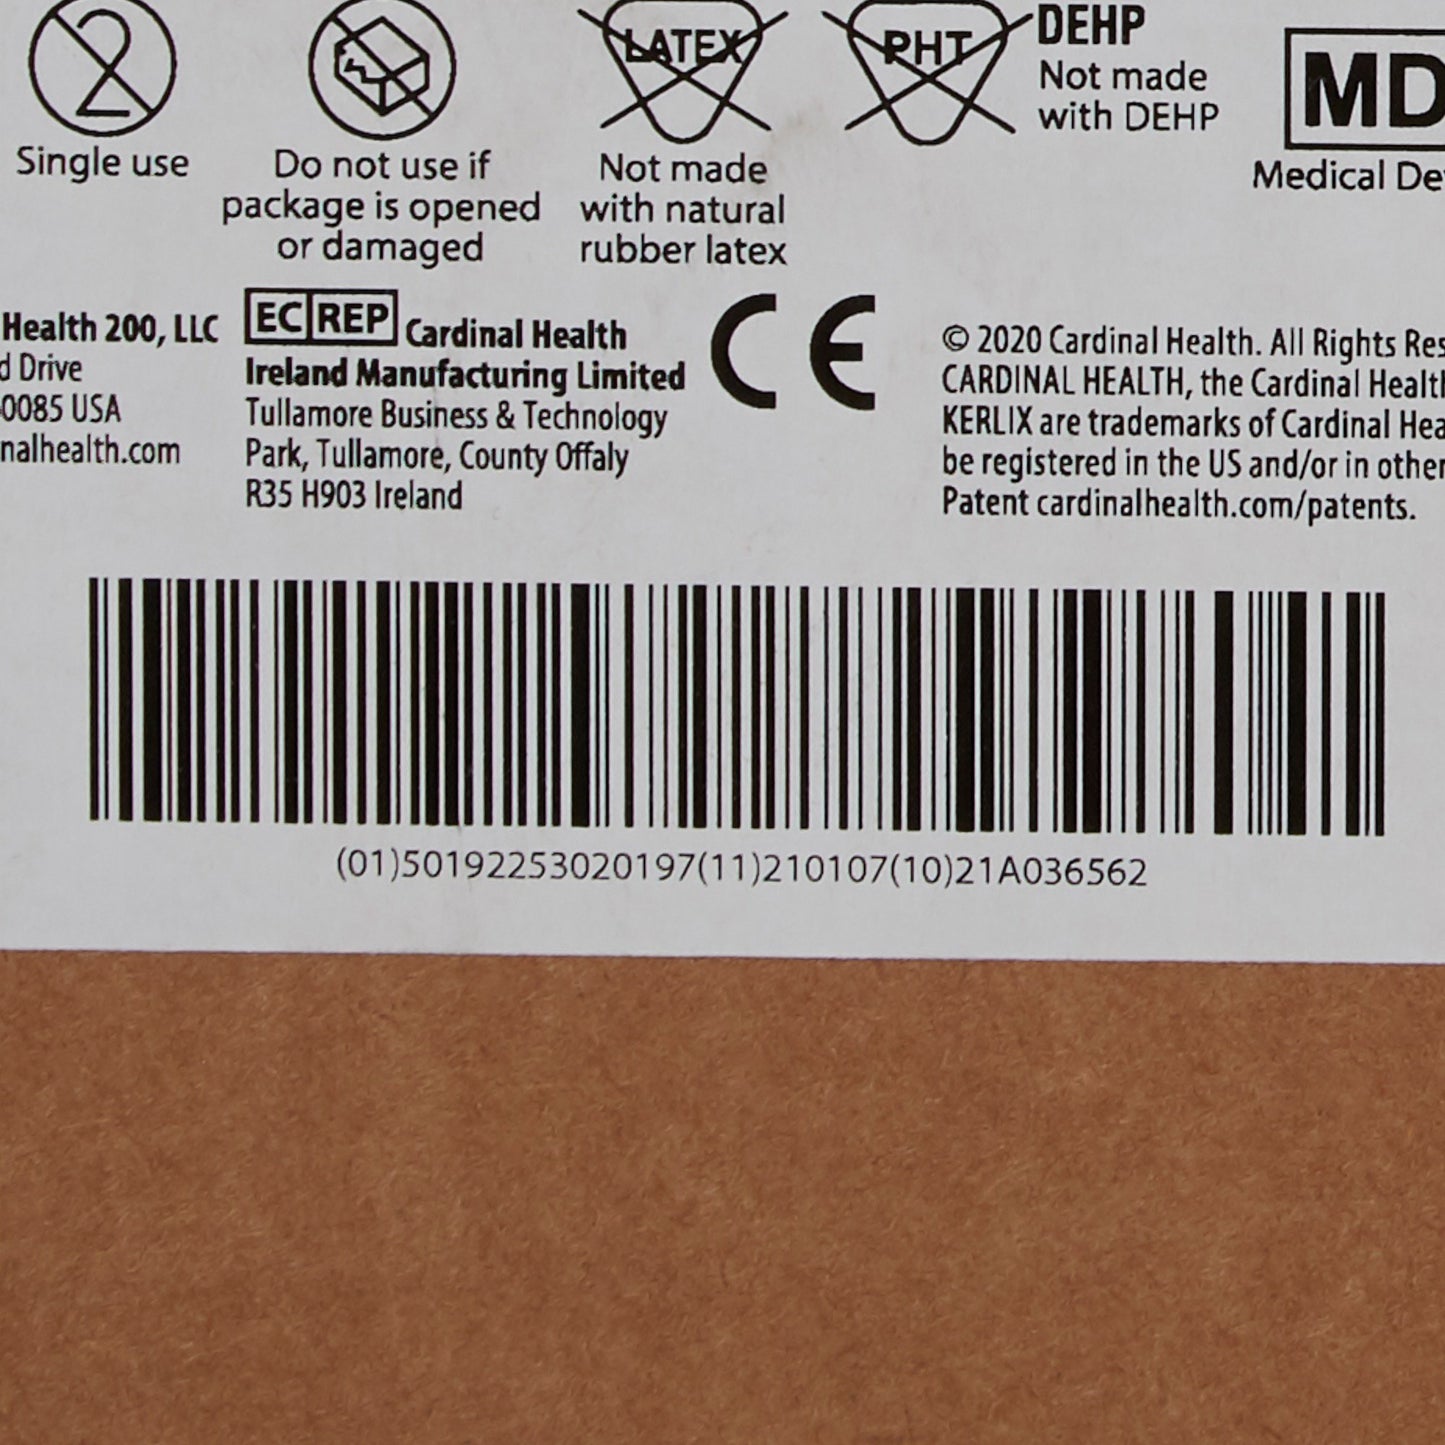 2
LATEX
PHT
DEHP
Not made
with DEHP
MD
Single use
Do not use if
package is opened
or damaged
Not made
with natural
rubber latex
Medical
Health 200, LLC
Drive
0085 USA
nalhealth.com
EC REP Cardinal Health
Ireland Manufacturing Limited
Tullamore Business & Technology
Park, Tullamore, County Offaly
R35 H903 Ireland
CE
© 2020 Cardinal Health. All Rights Res
CARDINAL HEALTH, the Cardinal Healt
KERLIX are trademarks of Cardinal Hea
be registered in the US and/or in other
Patent cardinalhealth.com/patents.
(01)50192253020197(11)210107(10)21A036562